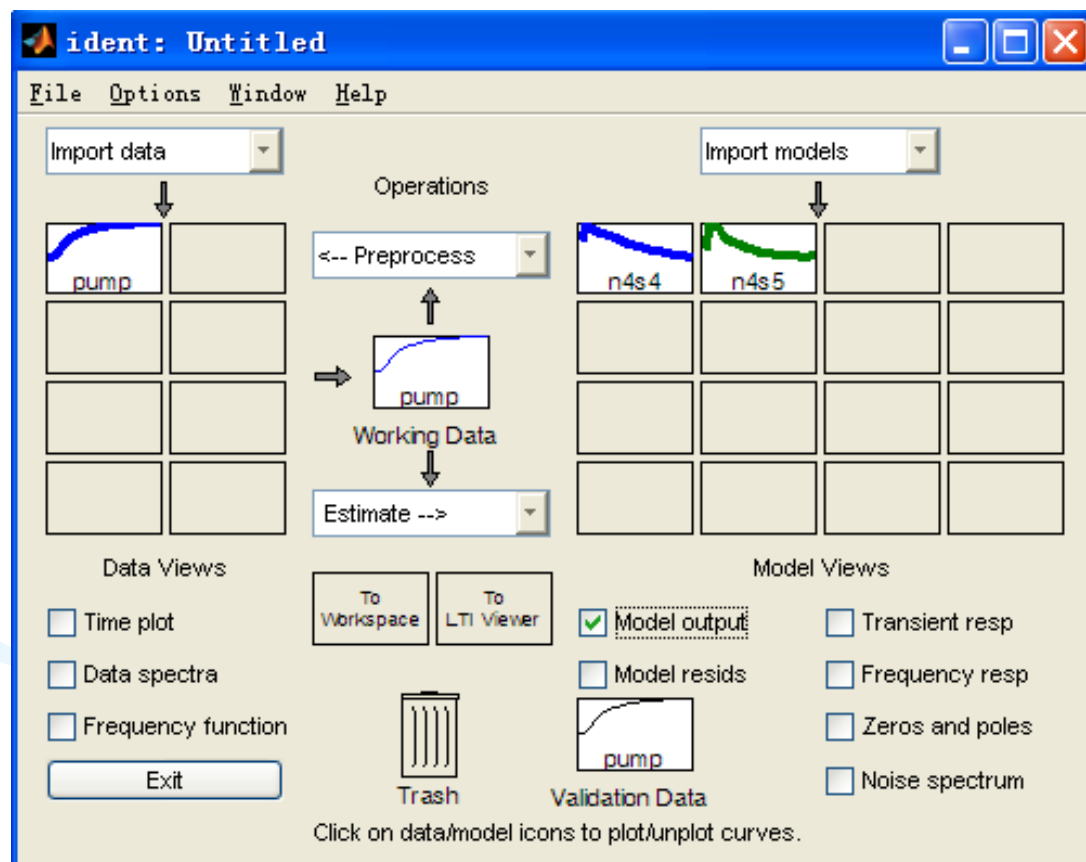 ident: Untitled
File Options Window Help
Import data
Import models
Operations
<-- Preprocess
pump
n4s4
n4s5
pump
Working Data
Estimate -->
Data Views
Model Views
To
Workspace
To
LTI Viewer
Time plot
Model output
Transient resp
Data spectra
Model resids
Frequency resp
Frequency function
Zeros and poles
pump
Exit
Noise spectrum
Trash
Validation Data
Click on data/model icons to plot/unplot curves.